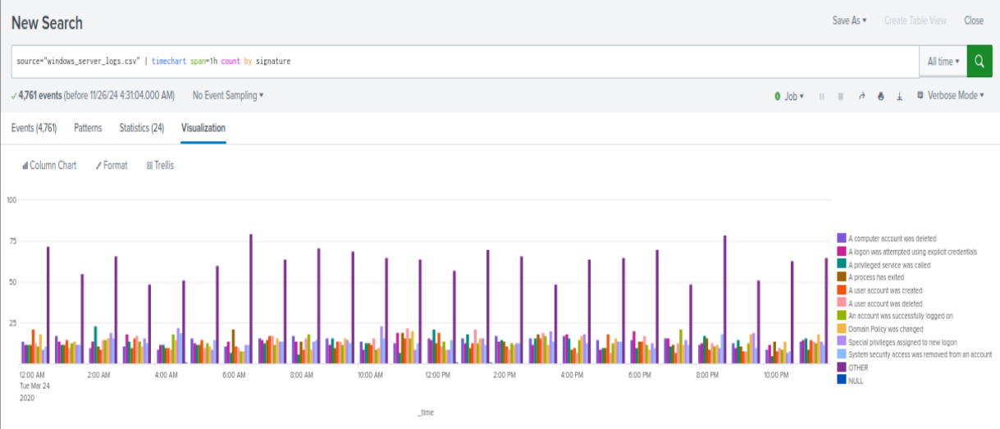 New Search
Save As ▾ Create Table View Close
source="windows_server_logs.csv" | timechart span=1h count by signature
All time ▾
✓ 4,761 events (before 11/26/24 4:31:04.000 AM) No Event Sampling ▾
Job ▾ Verbose Mode ▾
Events (4,761) Patterns Statistics (24) Visualization
Column Chart Format Trellis
100
75
50
25
12:00 AM 2:00 AM 4:00 AM 6:00 AM 8:00 AM 10:00 AM 12:00 PM 2:00 PM 4:00 PM 6:00 PM 8:00 PM 10:00 PM
Tue Mar 24
2020
_time
A computer account was deleted
A logon was attempted using explicit credentials
A privileged service was called
A process has exited
A user account was created
A user account was deleted
An account was successfully logged on
Domain Policy was changed
Special privileges assigned to new logon
System security access was removed from an account
OTHER
NULL